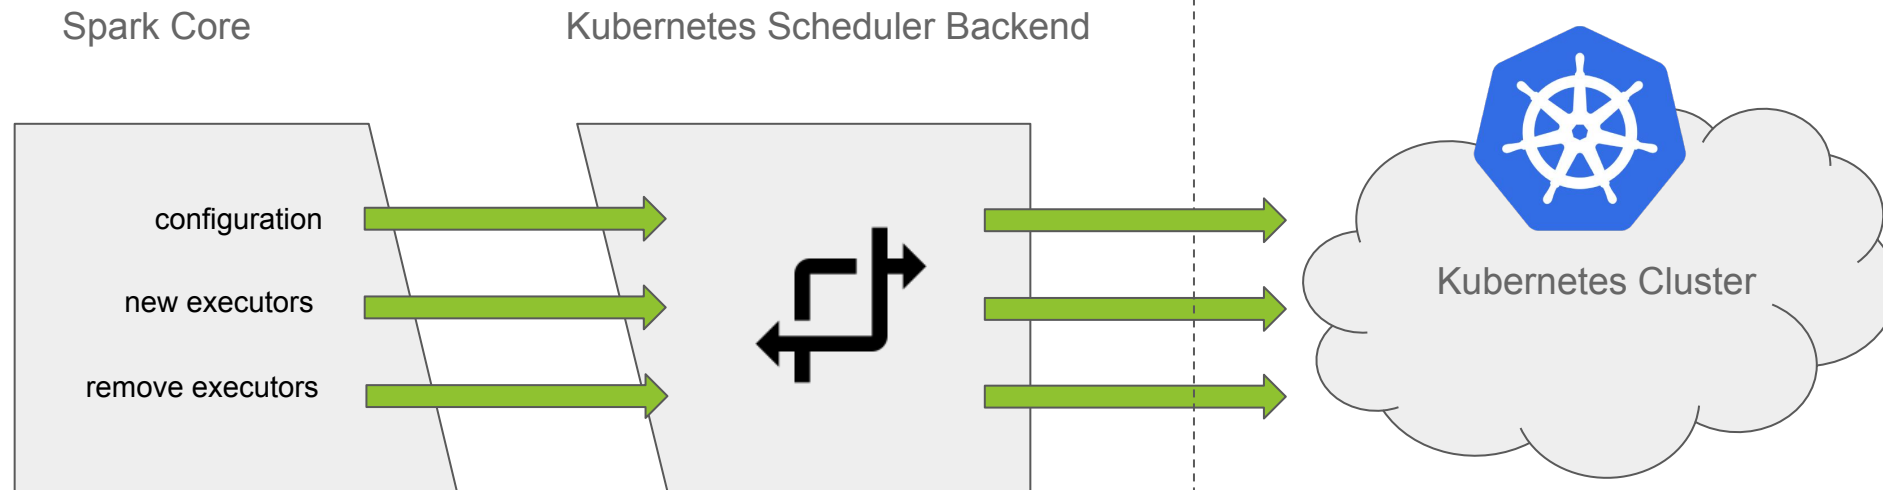 Spark Core
Kubernetes Scheduler Backend
configuration
new executors
remove executors
Kubernetes Cluster